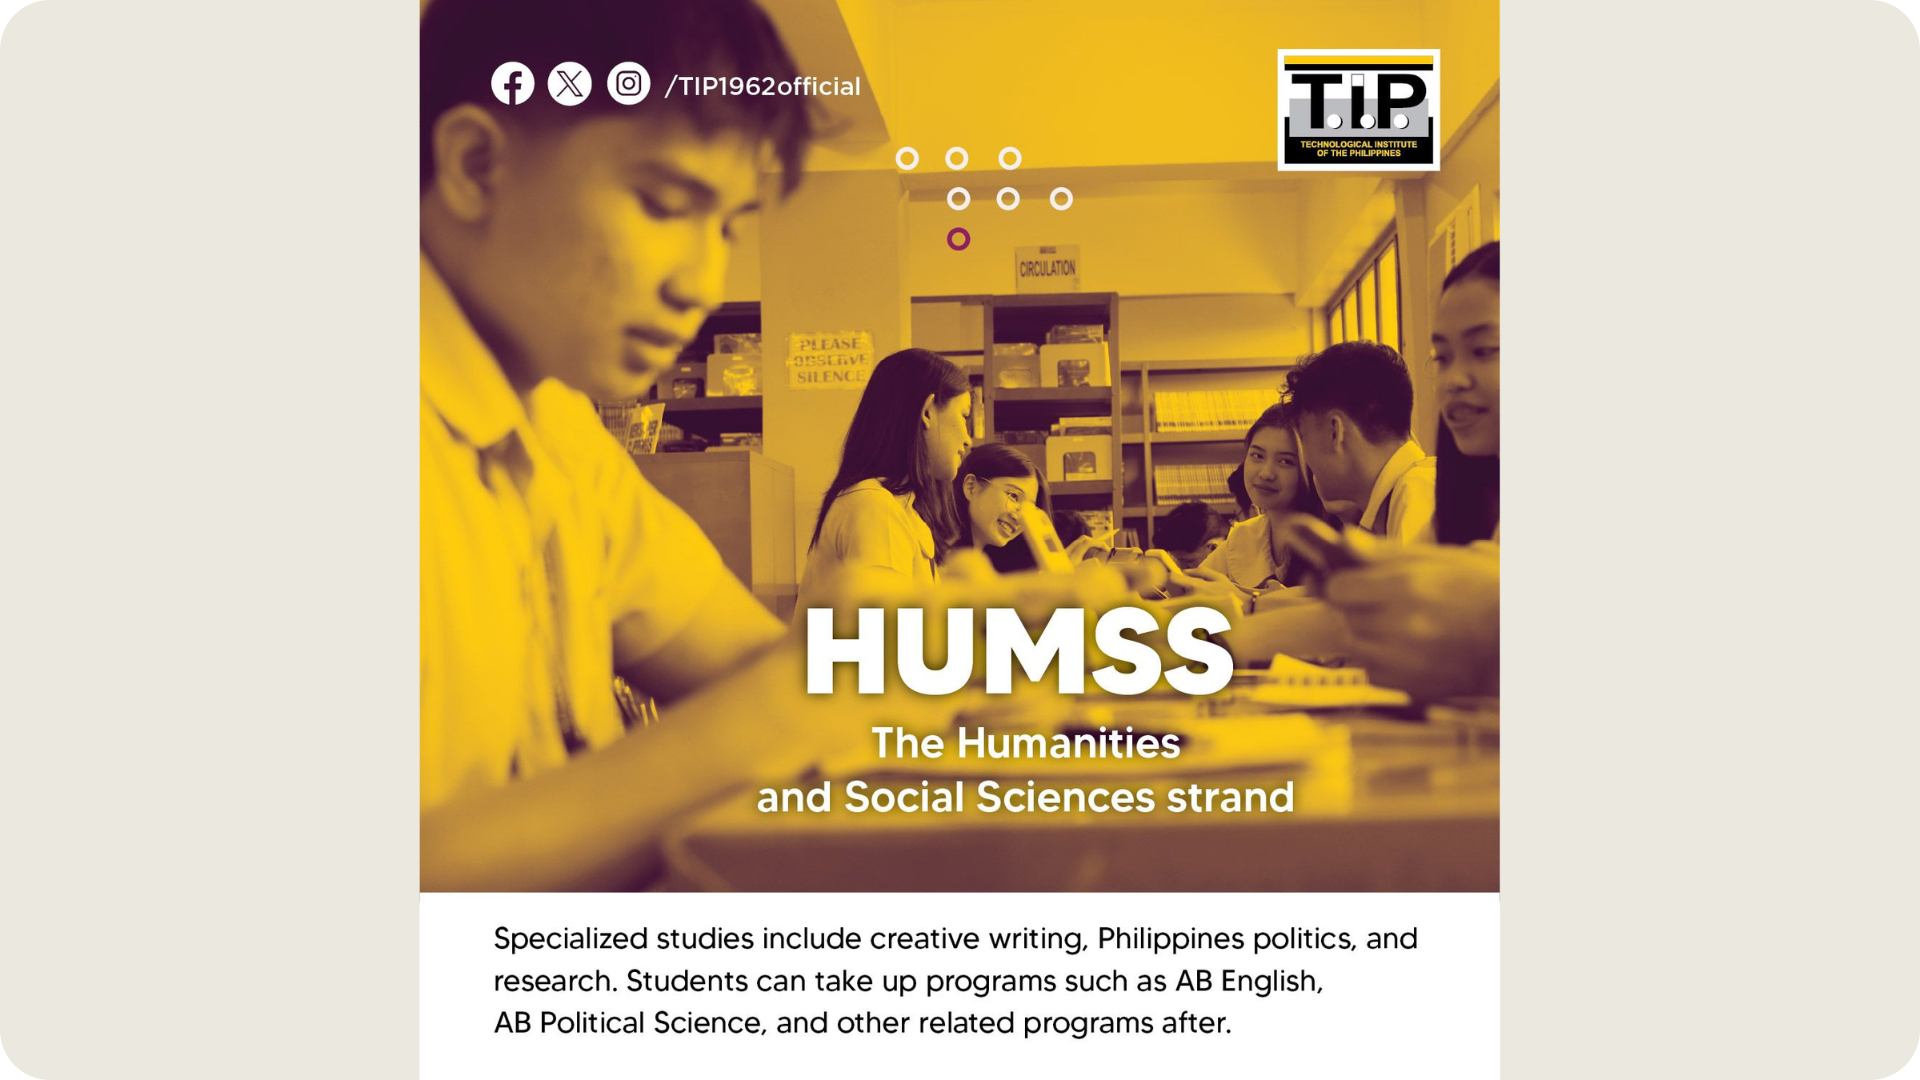 /TIP1962official
T.i.P.
TECHNOLOGICAL INSTITUTE
OF THE PHILIPPINES
CIRCULATION
PLEASE
OBSERVE
SILENCE
HUMSS
The Humanities
and Social Sciences strand
Specialized studies include creative writing, Philippines politics, and
research. Students can take up programs such as AB English,
AB Political Science, and other related programs after.